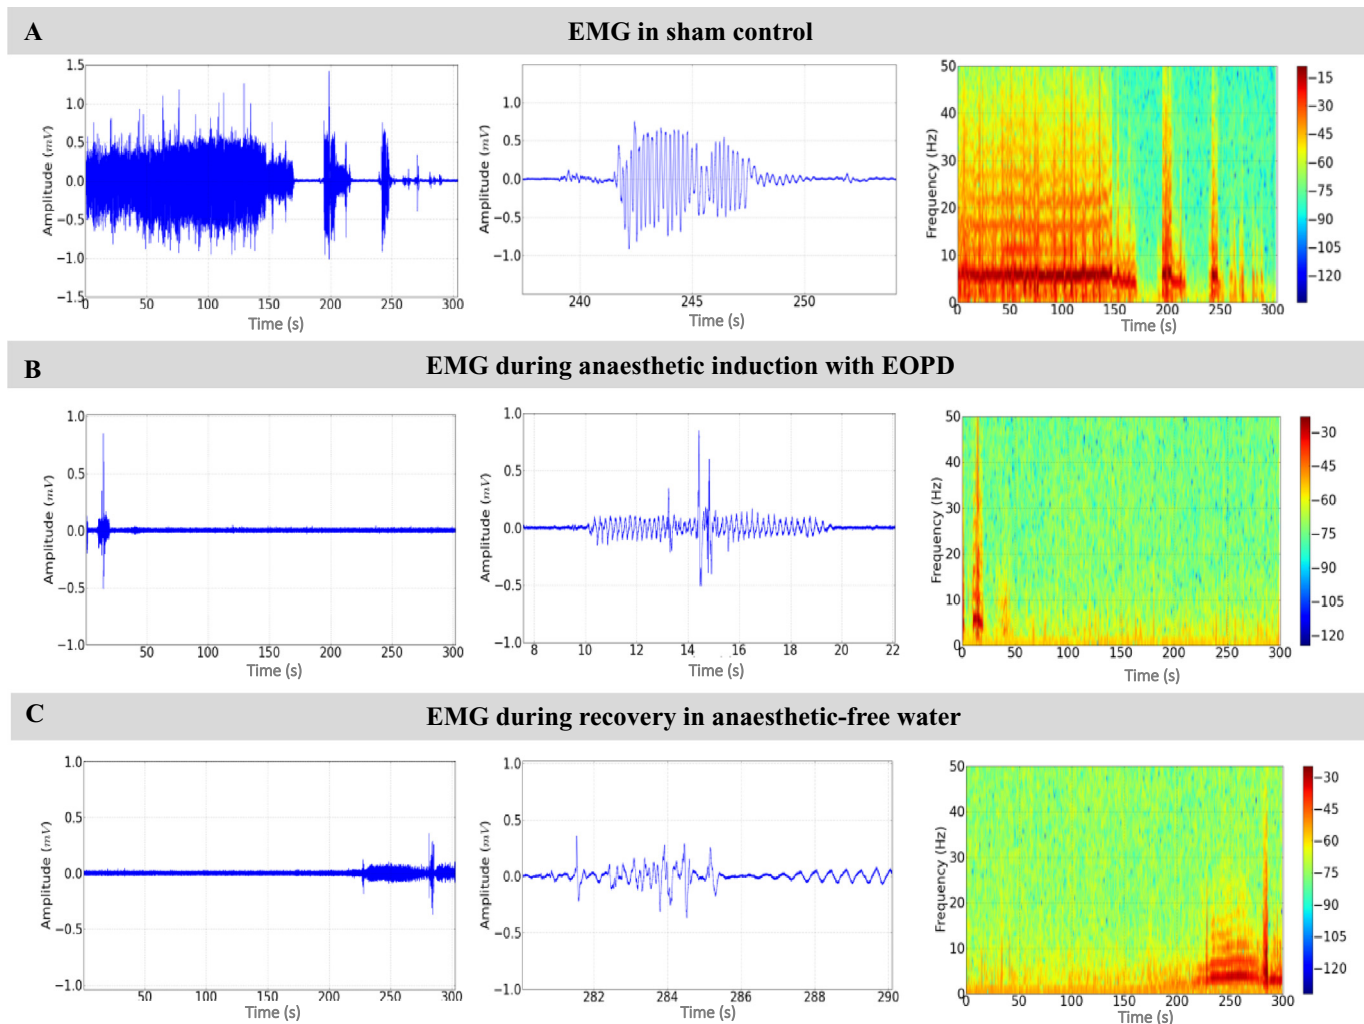 A EMG in sham control
1.5
1.0
0.5
0.0
−0.5
−1.0
−1.5
Amplitude (mV)
0 50 100 150 200 250 300
Time (s)
1.0
0.5
0.0
−0.5
−1.0
Amplitude (mV)
240 245 250
Time (s)
50
40
30
20
10
0
Frequency (Hz)
0 50 100 150 200 250 300
Time (s)
−15
−30
−45
−60
−75
−90
−105
−120
B EMG during anaesthetic induction with EOPD
1.0
0.5
0.0
−0.5
−1.0
Amplitude (mV)
50 100 150 200 250 300
Time (s)
1.0
0.5
0.0
−0.5
−1.0
Amplitude (mV)
8 10 12 14 16 18 20 22
Time (s)
50
40
30
20
10
0
Frequency (Hz)
0 50 100 150 200 250 300
Time (s)
−30
−45
−60
−75
−90
−105
−120
C EMG during recovery in anaesthetic-free water
1.0
0.5
0.0
−0.5
−1.0
Amplitude (mV)
50 100 150 200 250 300
Time (s)
1.0
0.5
0.0
−0.5
−1.0
Amplitude (mV)
282 284 286 288 290
Time (s)
50
40
30
20
10
0
Frequency (Hz)
0 50 100 150 200 250 300
Time (s)
−30
−45
−60
−75
−90
−105
−120